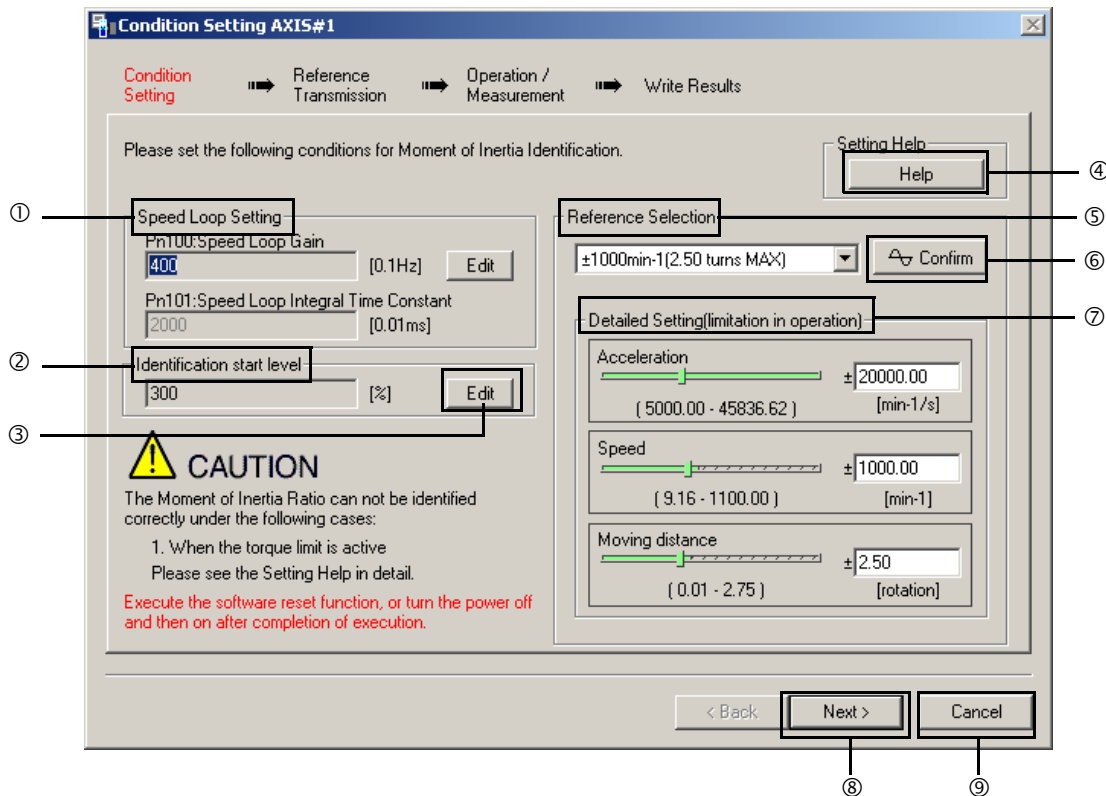 Condition Setting AXIS#1
Condition
Setting
Reference
Transmission
Operation /
Measurement
Write Results
Please set the following conditions for Moment of Inertia Identification.
Setting Help
Help
④
①
Speed Loop Setting
Pn100:Speed Loop Gain
400
[0.1Hz]
Edit
Pn101:Speed Loop Integral Time Constant
2000
[0.01ms]
②
Identification start level
300
[%]
Edit
③
CAUTION
The Moment of Inertia Ratio can not be identified
correctly under the following cases:
1. When the torque limit is active
Please see the Setting Help in detail.
Execute the software reset function, or turn the power off
and then on after completion of execution.
Reference Selection
⑤
±1000min-1(2.50 turns MAX)
Confirm
⑥
Detailed Setting(limitation in operation)
⑦
Acceleration
± 20000.00
( 5000.00 - 45836.62 )
[min-1/s]
Speed
± 1000.00
( 9.16 - 1100.00 )
[min-1]
Moving distance
± 2.50
( 0.01 - 2.75 )
[rotation]
< Back
Next >
Cancel
⑧
⑨